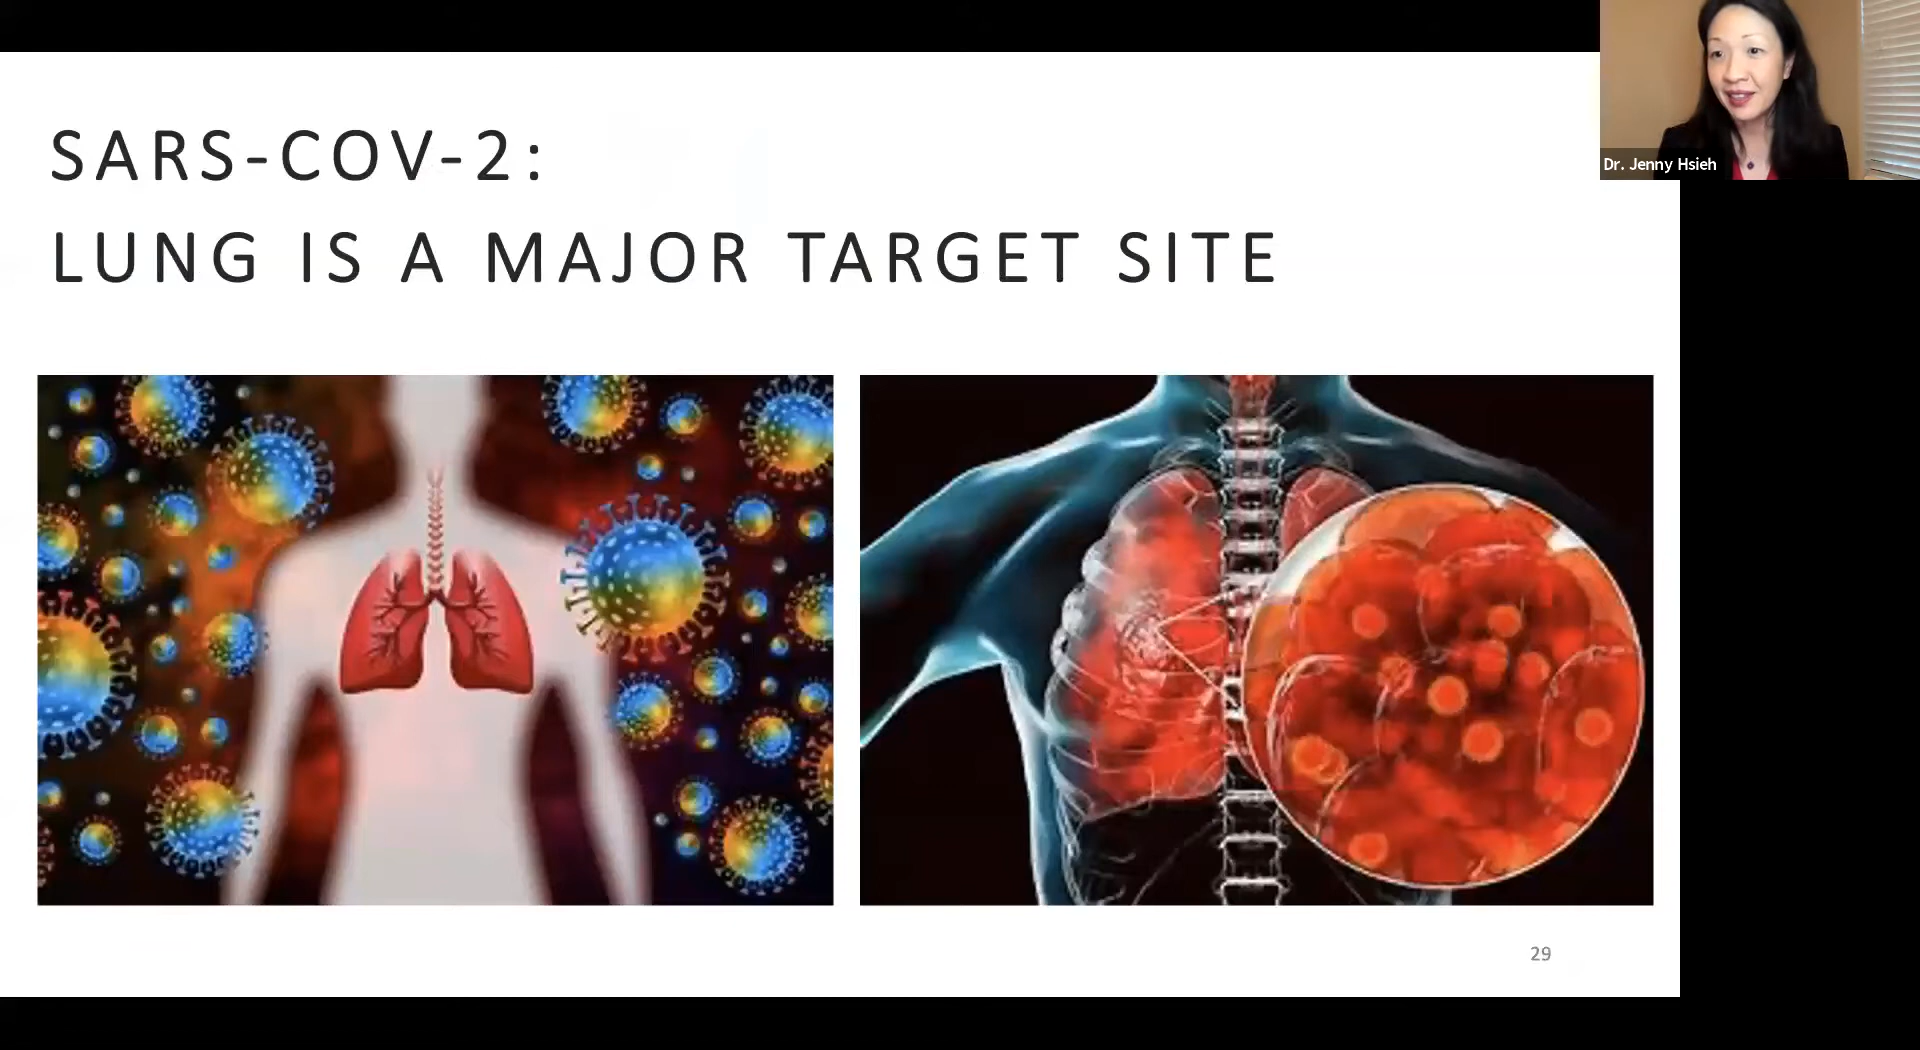 SARS-COV-2:
LUNG IS A MAJOR TARGET SITE
Dr. Jenny Hsieh
29